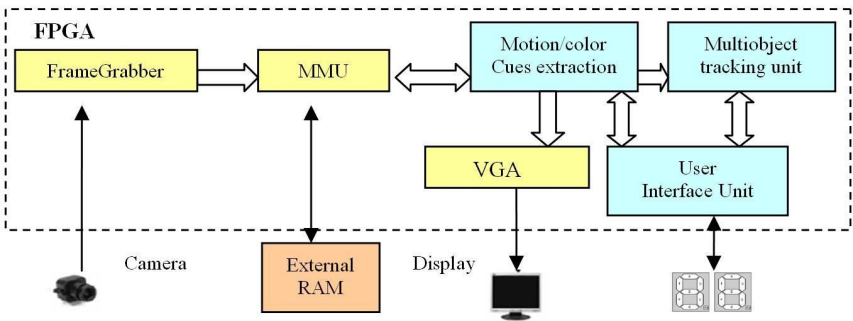 FPGA
FrameGrabber
MMU
Motion/color
Cues extraction
Multiobject
tracking unit
VGA
User
Interface Unit
Camera
External
RAM
Display